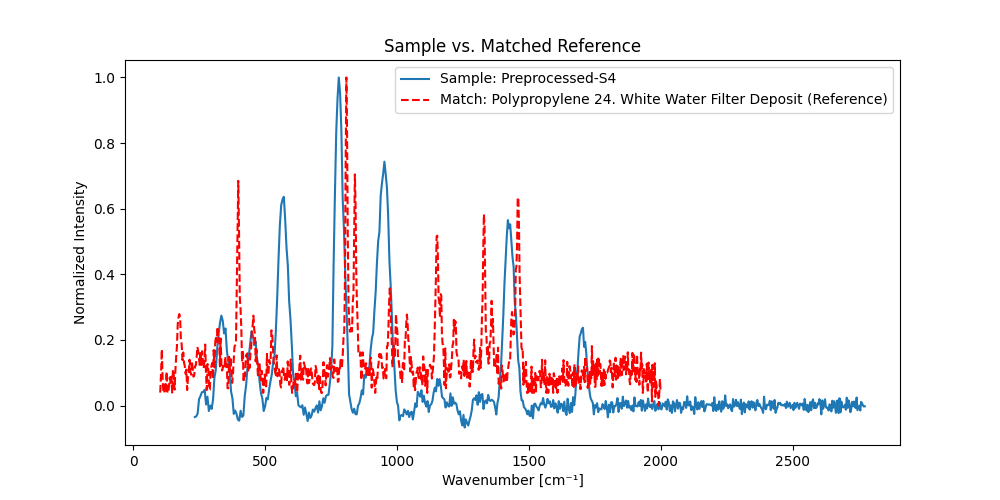 Sample vs. Matched Reference
Sample: Preprocessed-S4
Match: Polypropylene 24. White Water Filter Deposit (Reference)
Normalized Intensity
1.0
0.8
0.6
0.4
0.2
0.0
0 500 1000 1500 2000 2500
Wavenumber [cm⁻¹]